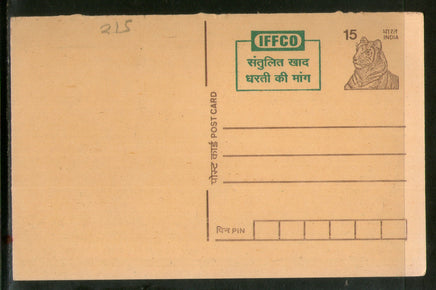 215
IFFCO
संतुलित खाद
धरती की मांग
15 भारत
INDIA
पोस्ट कार्ड POST CARD
पिन PIN